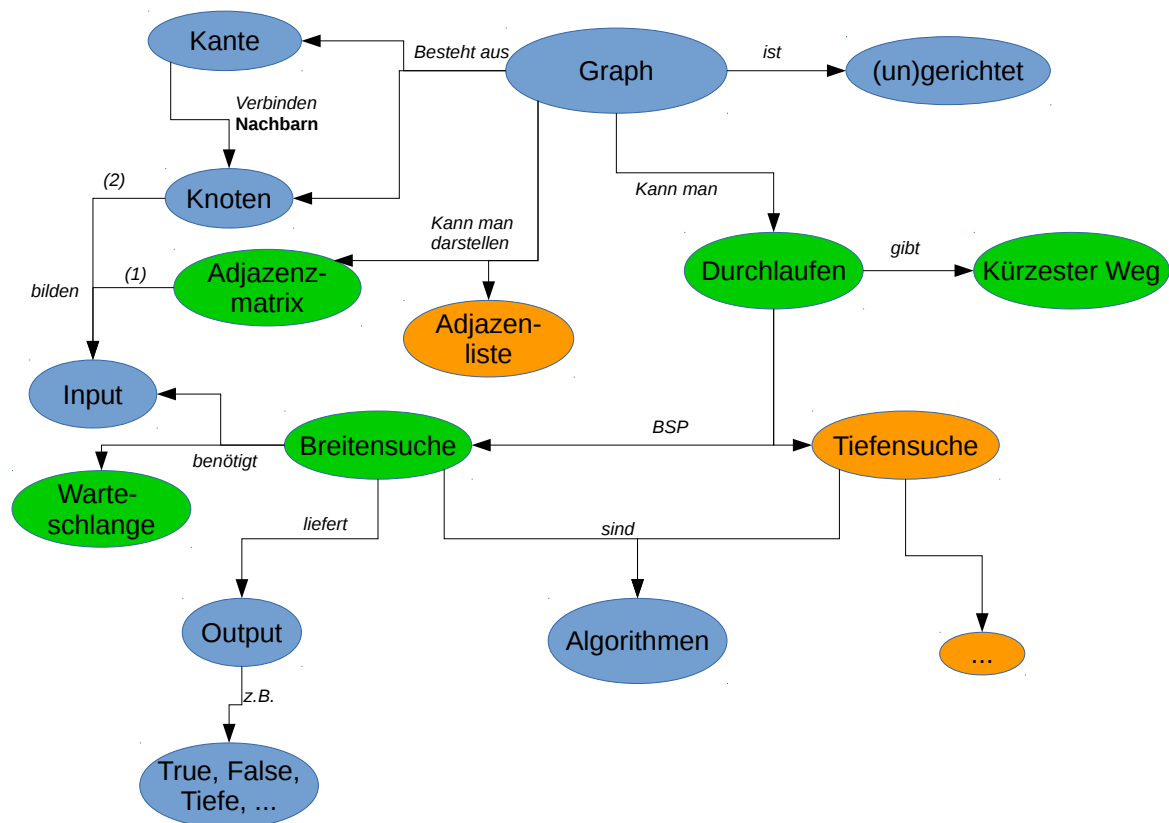 Kante
Besteht aus
Graph
ist
(un)gerichtet
Verbinden
Nachbarn
(2)
Knoten
Kann man
Kann man
darstellen
Durchlaufen
gibt
Kürzester Weg
bilden
(1)
Adjazenz-
matrix
Adjazen-
liste
Input
Breitensuche
BSP
Tiefensuche
benötigt
Warte-
schlange
liefert
sind
Output
Algorithmen
...
z.B.
True, False,
Tiefe, ...